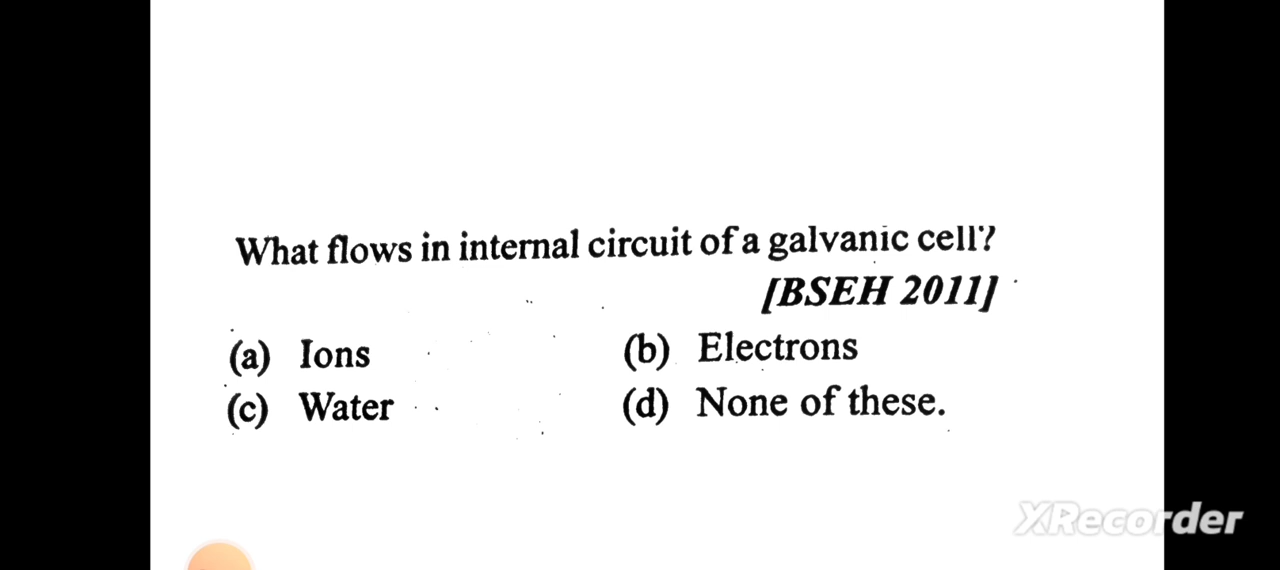 What flows in internal circuit of a galvanic cell?
[BSEH 2011]
(a) Ions (b) Electrons
(c) Water (d) None of these.
XRecorder